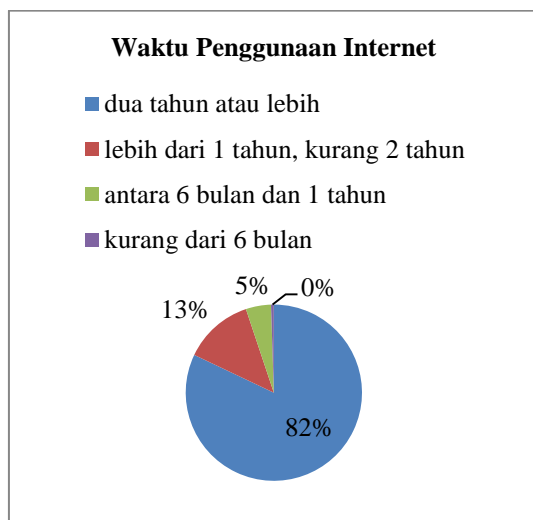 Waktu Penggunaan Internet
dua tahun atau lebih
lebih dari 1 tahun, kurang 2 tahun
antara 6 bulan dan 1 tahun
kurang dari 6 bulan
5%
0%
13%
82%